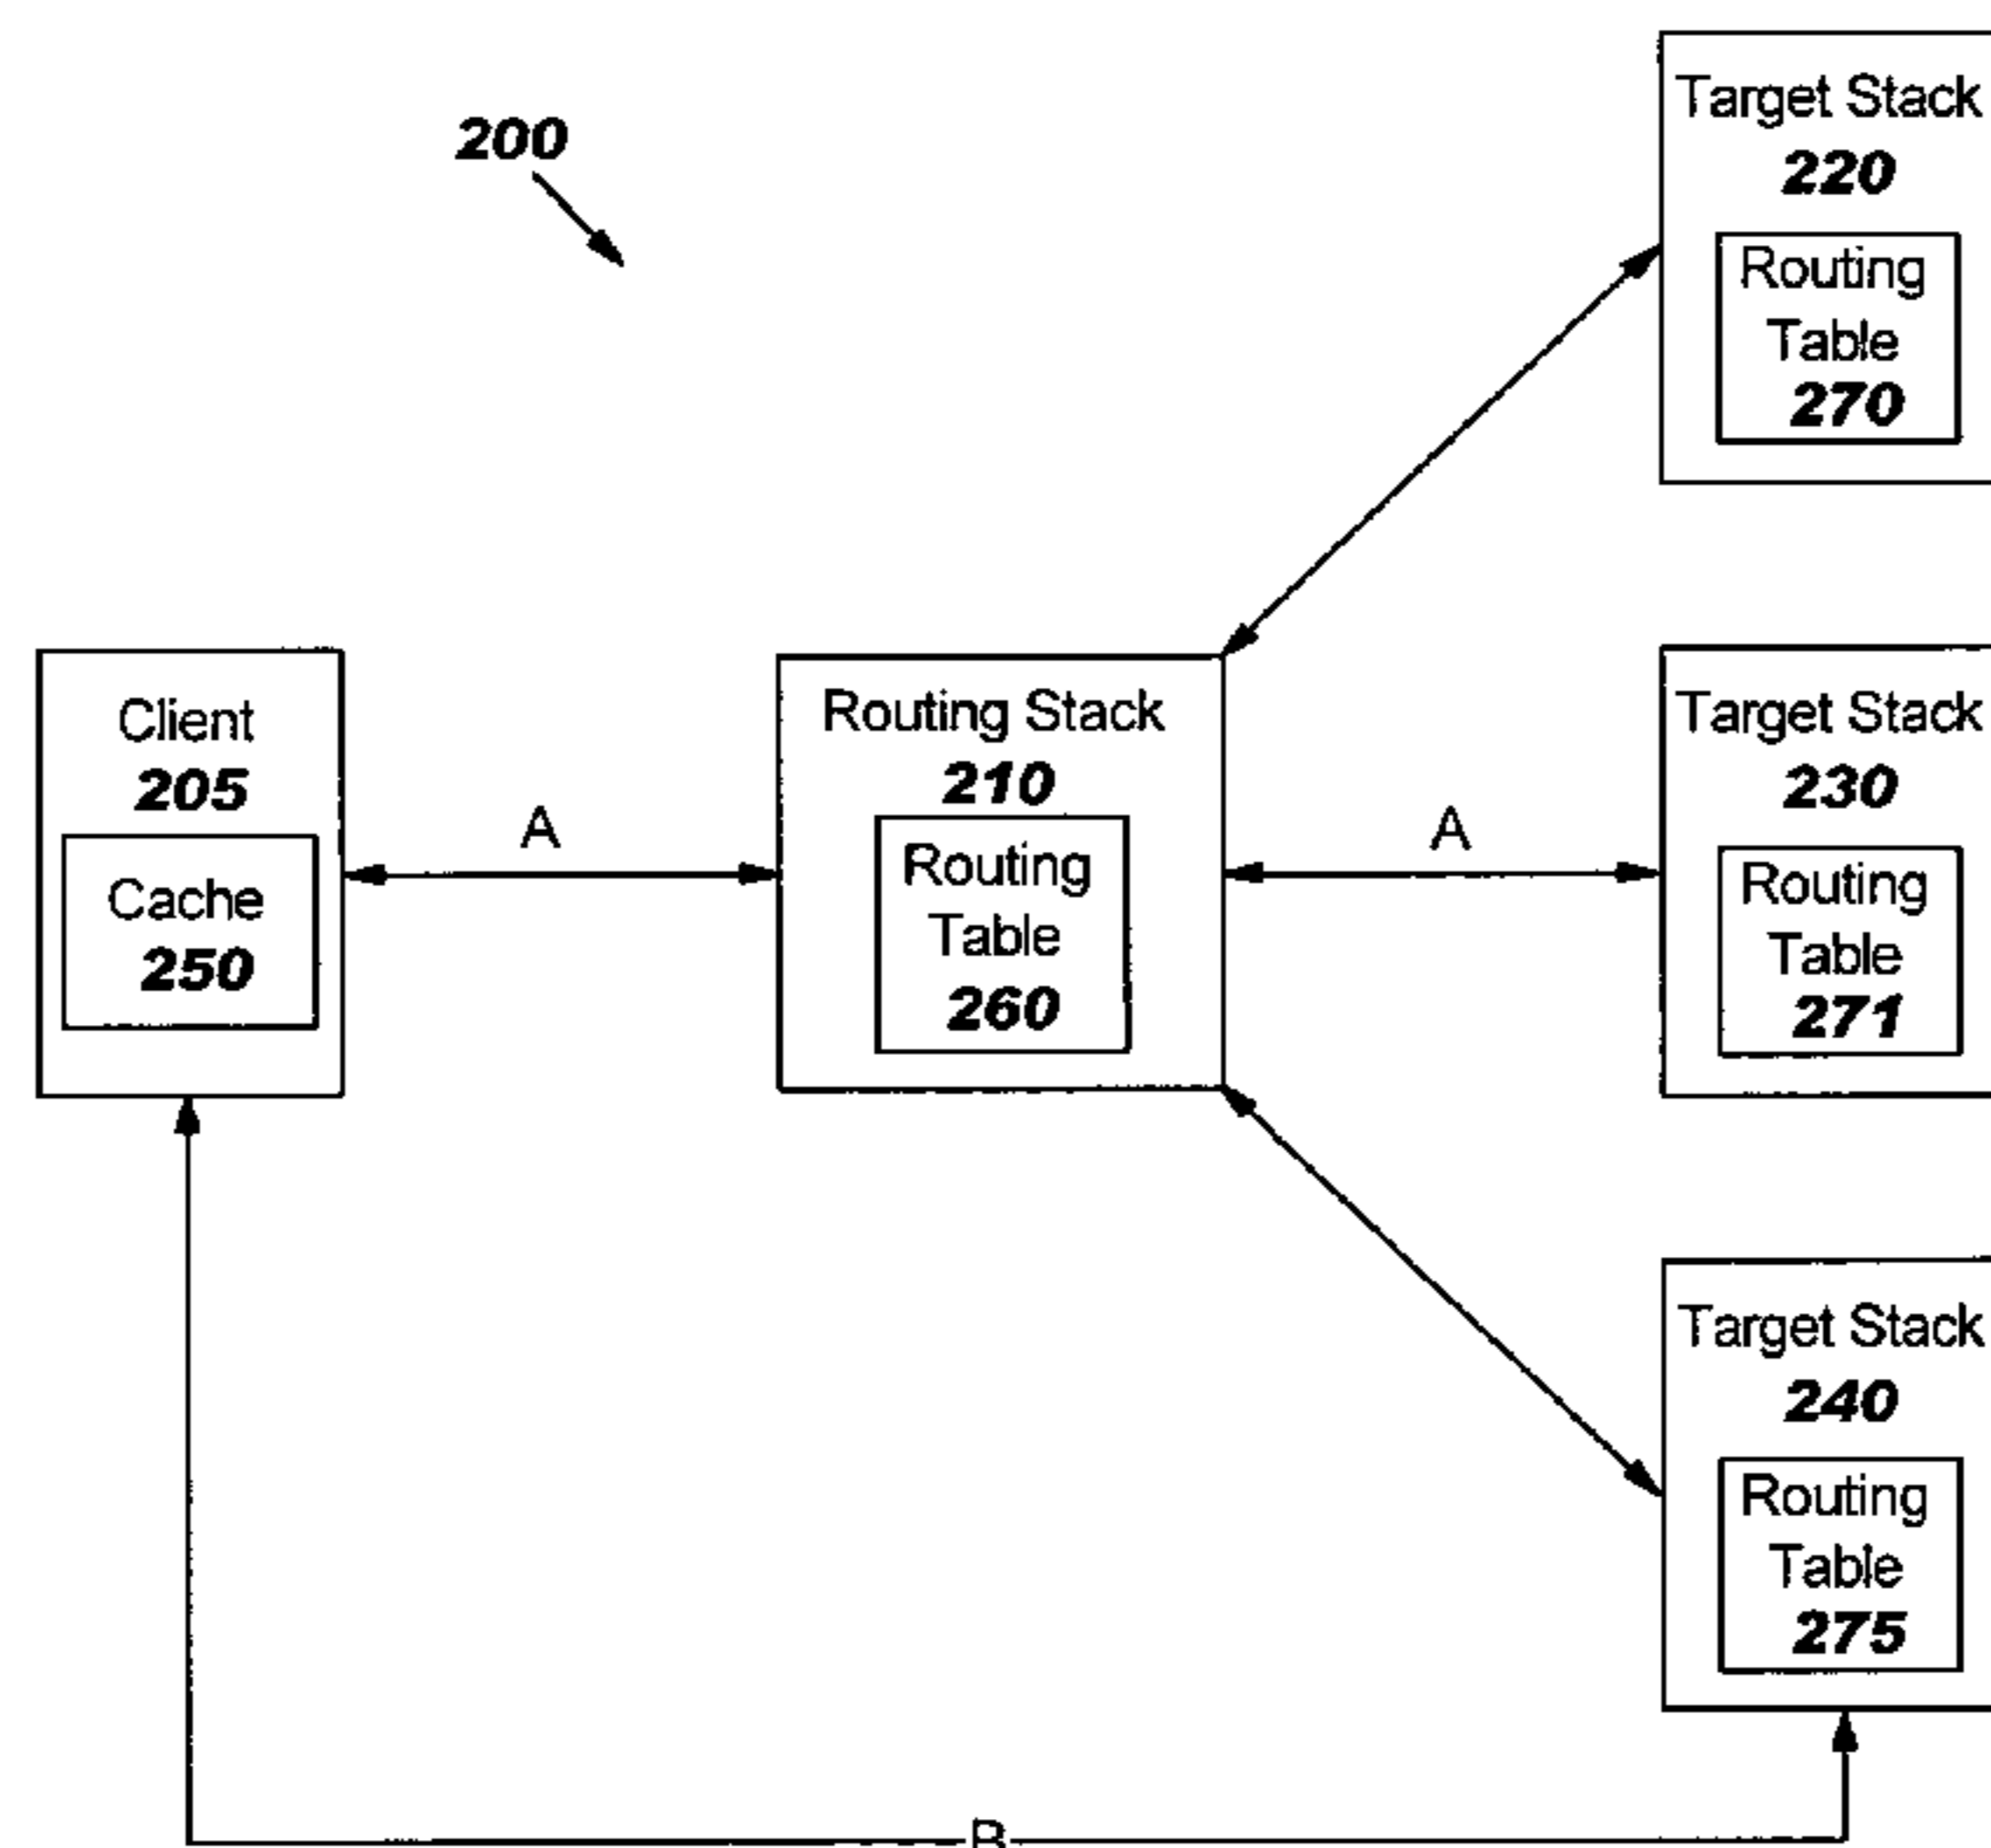 200
Target Stack
220
Routing
Table
270
Client
205
Cache
250
A
Routing Stack
210
Routing
Table
260
A
Target Stack
230
Routing
Table
271
Target Stack
240
Routing
Table
275
B